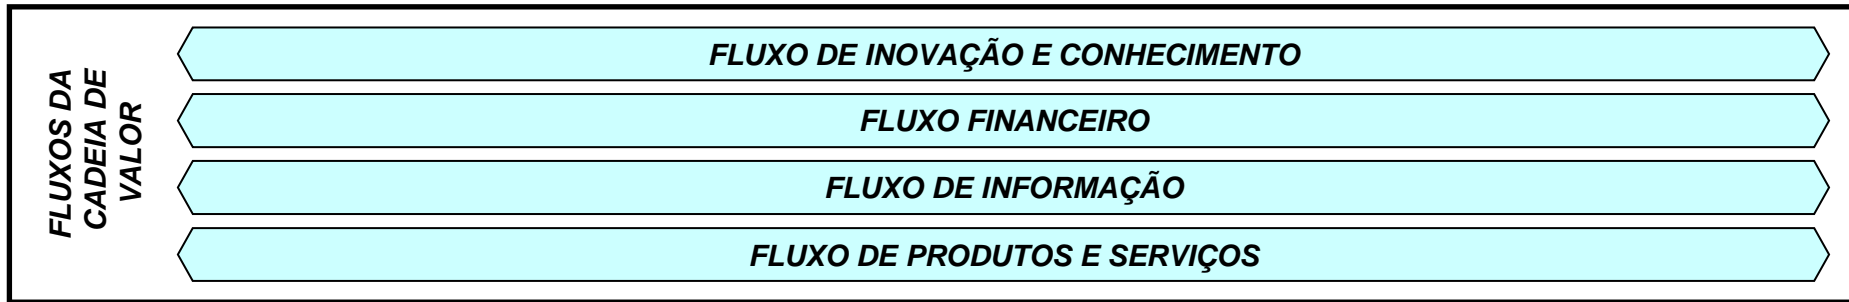 FLUXOS DA
CADEIA DE
VALOR
FLUXO DE INOVAÇÃO E CONHECIMENTO
FLUXO FINANCEIRO
FLUXO DE INFORMAÇÃO
FLUXO DE PRODUTOS E SERVIÇOS